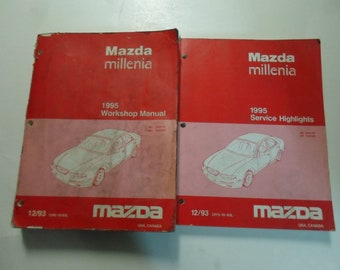 Mazda
millenia
1995
Workshop Manual
12/93
mazda
USA, CANADA
Mazda
millenia
1995
Service Highlights
12/93
mazda
USA, CANADA